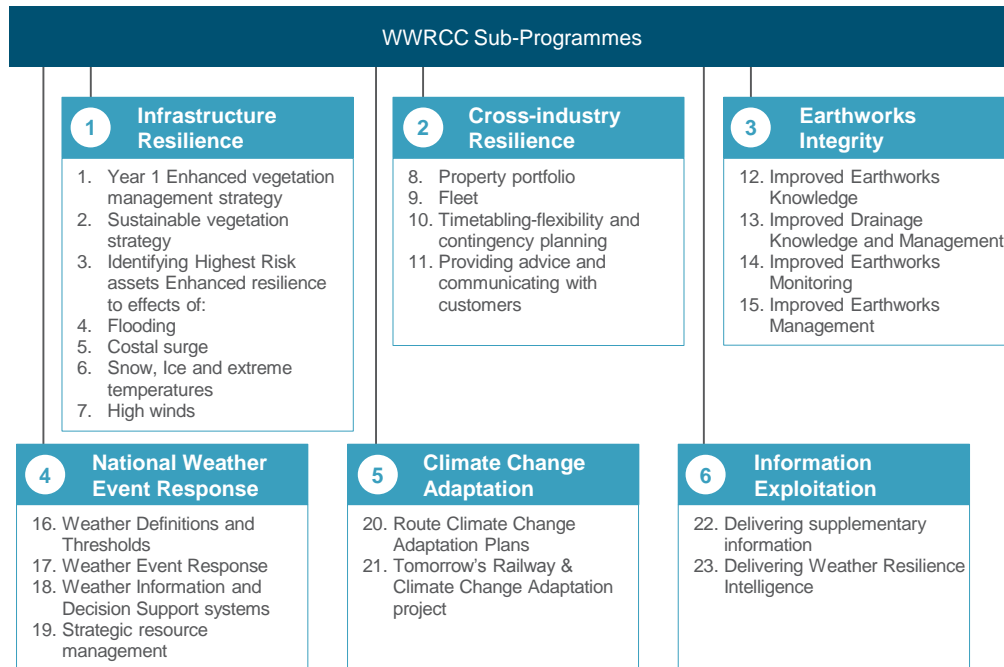 WWRCC Sub-Programmes
1
Infrastructure
Resilience
1. Year 1 Enhanced vegetation
management strategy
2. Sustainable vegetation
strategy
3. Identifying Highest Risk
assets Enhanced resilience
to effects of:
4. Flooding
5. Costal surge
6. Snow, Ice and extreme
temperatures
7. High winds
2
Cross-industry
Resilience
8. Property portfolio
9. Fleet
10. Timetabling-flexibility and
contingency planning
11. Providing advice and
communicating with
customers
3
Earthworks
Integrity
12. Improved Earthworks
Knowledge
13. Improved Drainage
Knowledge and Management
14. Improved Earthworks
Monitoring
15. Improved Earthworks
Management
4
National Weather
Event Response
16. Weather Definitions and
Thresholds
17. Weather Event Response
18. Weather Information and
Decision Support systems
19. Strategic resource
management
5
Climate Change
Adaptation
20. Route Climate Change
Adaptation Plans
21. Tomorrow's Railway &
Climate Change Adaptation
project
6
Information
Exploitation
22. Delivering supplementary
information
23. Delivering Weather Resilience
Intelligence